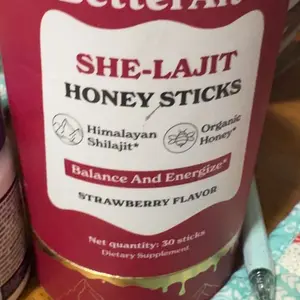 BetterAlt
SHE-LAJIT
HONEY STICKS
Himalayan
Shilajit*
Organic
Honey*
Balance And Energize*
STRAWBERRY FLAVOR
Net quantity: 30 sticks
Dietary Supplement